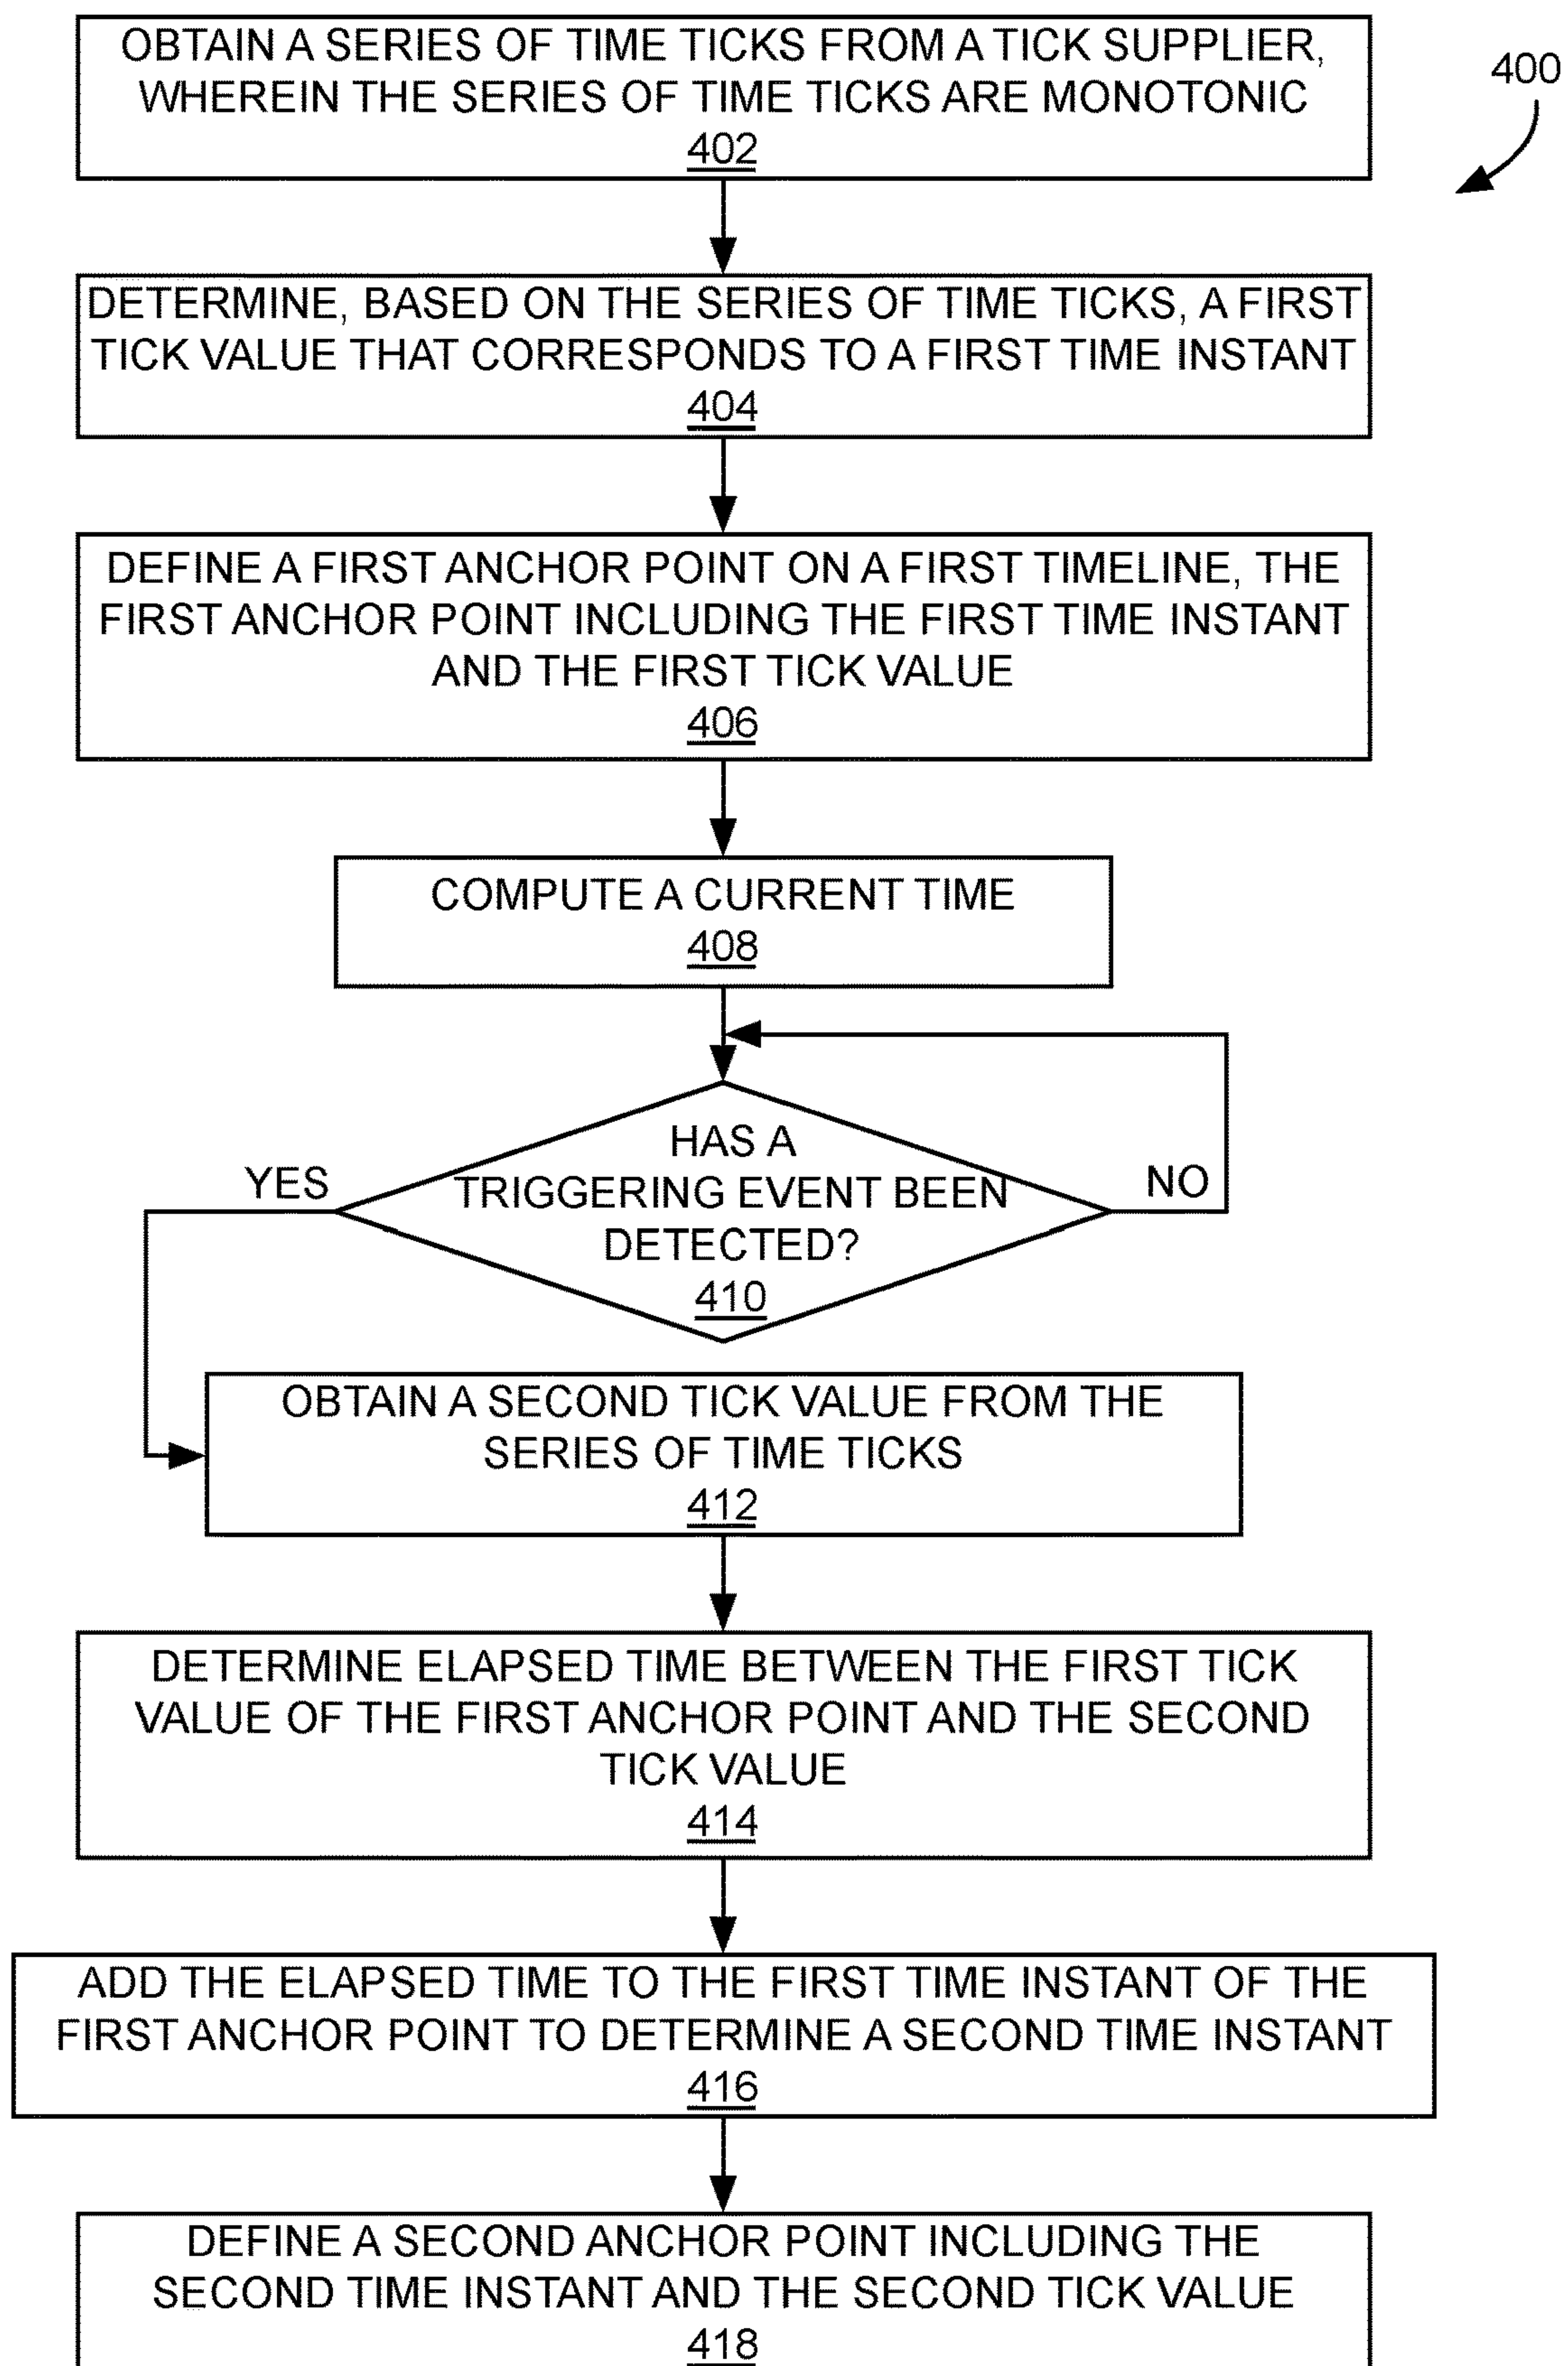 OBTAIN A SERIES OF TIME TICKS FROM A TICK SUPPLIER,
WHEREIN THE SERIES OF TIME TICKS ARE MONOTONIC
402
400
DETERMINE, BASED ON THE SERIES OF TIME TICKS, A FIRST
TICK VALUE THAT CORRESPONDS TO A FIRST TIME INSTANT
404
DEFINE A FIRST ANCHOR POINT ON A FIRST TIMELINE, THE
FIRST ANCHOR POINT INCLUDING THE FIRST TIME INSTANT
AND THE FIRST TICK VALUE
406
COMPUTE A CURRENT TIME
408
HAS A
TRIGGERING EVENT BEEN
DETECTED?
410
YES
NO
OBTAIN A SECOND TICK VALUE FROM THE
SERIES OF TIME TICKS
412
DETERMINE ELAPSED TIME BETWEEN THE FIRST TICK
VALUE OF THE FIRST ANCHOR POINT AND THE SECOND
TICK VALUE
414
ADD THE ELAPSED TIME TO THE FIRST TIME INSTANT OF THE
FIRST ANCHOR POINT TO DETERMINE A SECOND TIME INSTANT
416
DEFINE A SECOND ANCHOR POINT INCLUDING THE
SECOND TIME INSTANT AND THE SECOND TICK VALUE
418